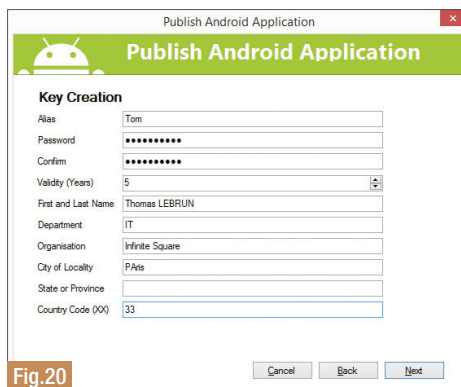 Publish Android Application
Publish Android Application
Key Creation
Alias Tom
Password ••••••••••
Confirm ••••••••••
Validity (Years) 5
First and Last Name Thomas LEBRUN
Department IT
Organisation Infinite Square
City of Locality PAris
State or Province
Country Code (XX) 33
Cancel Back Next
Fig.20